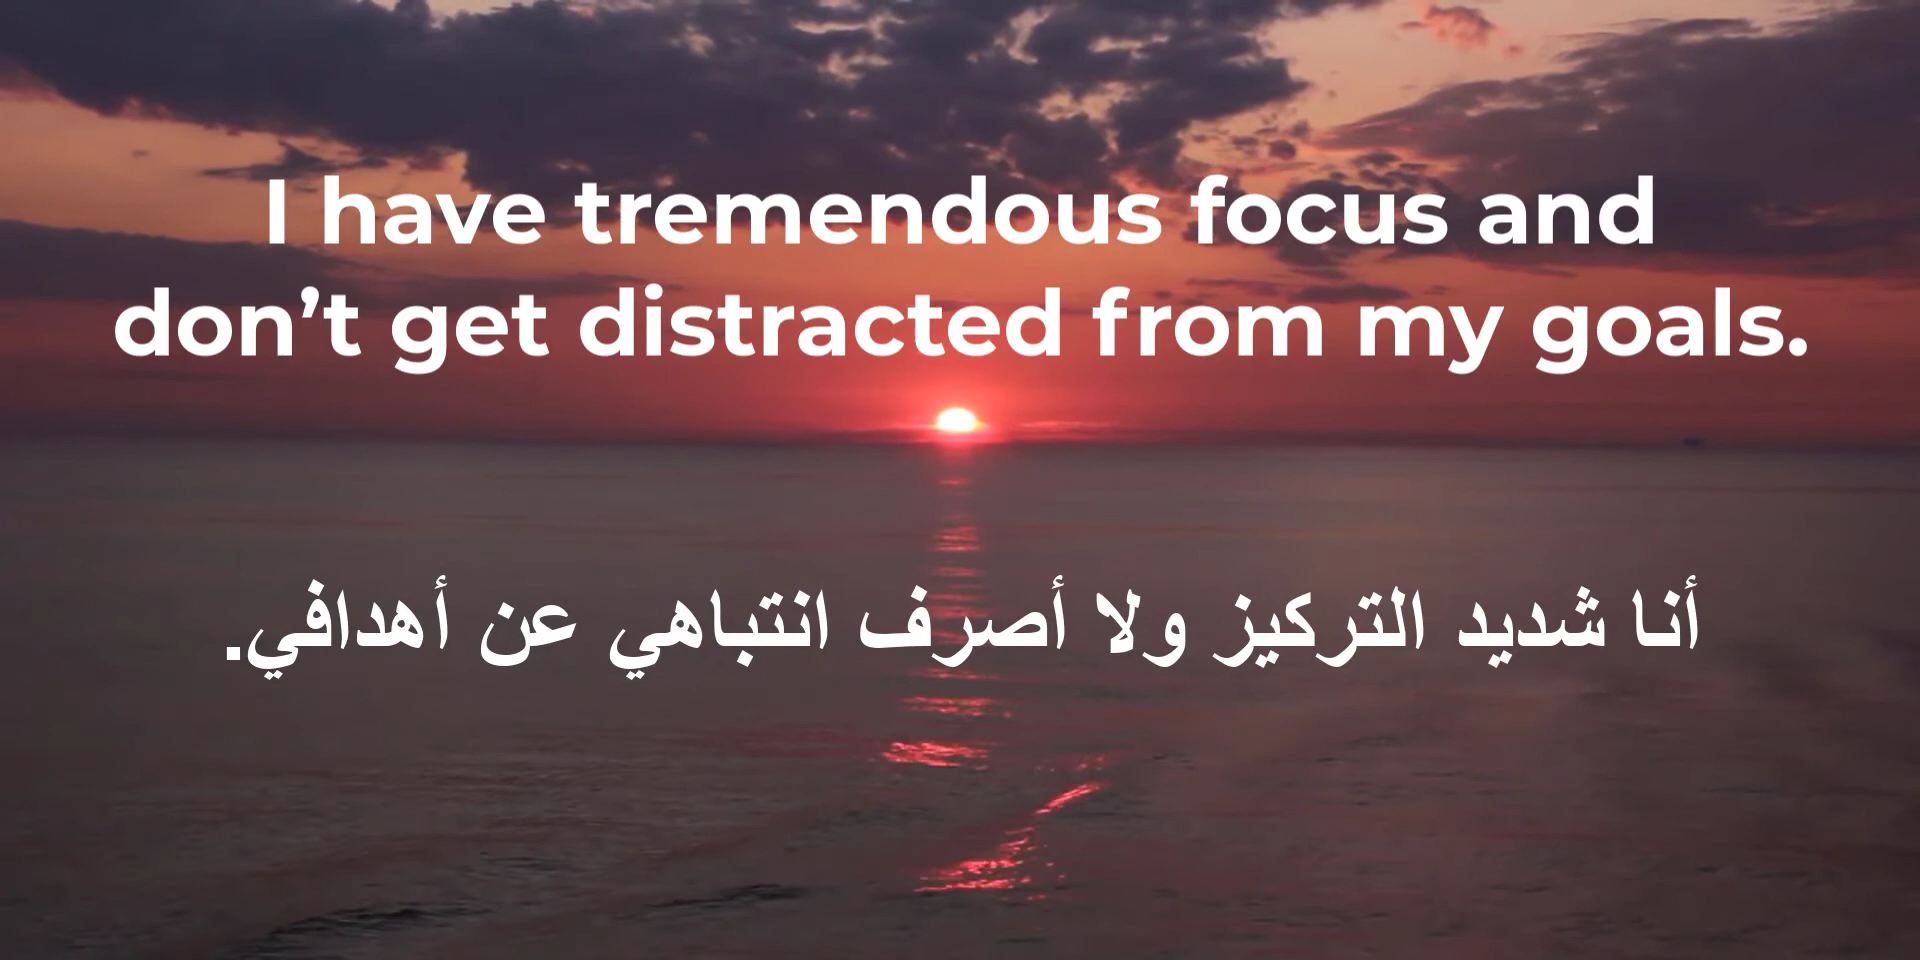 I have tremendous focus and
don’t get distracted from my goals.
أنا شديد التركيز ولا أصرف انتباهي عن أهدافي.